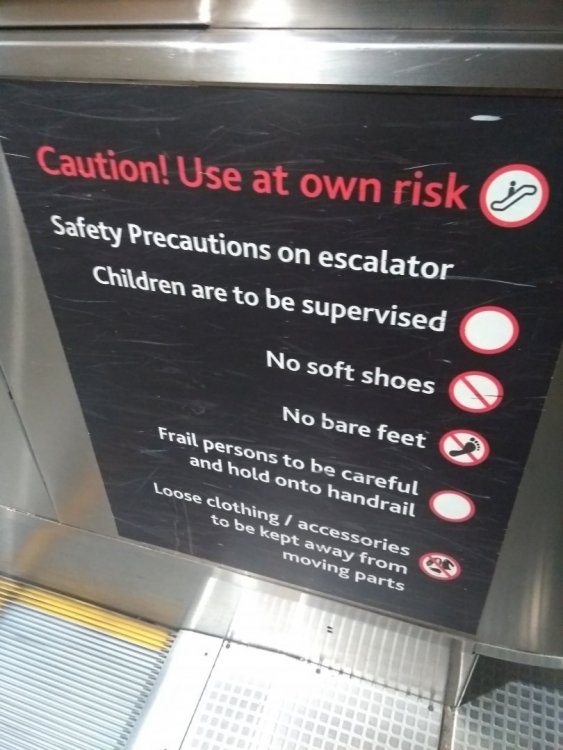 Caution! Use at own risk
Safety Precautions on escalator
Children are to be supervised
No soft shoes
No bare feet
Frail persons to be careful
and hold onto handrail
Loose clothing / accessories
to be kept away from
moving parts